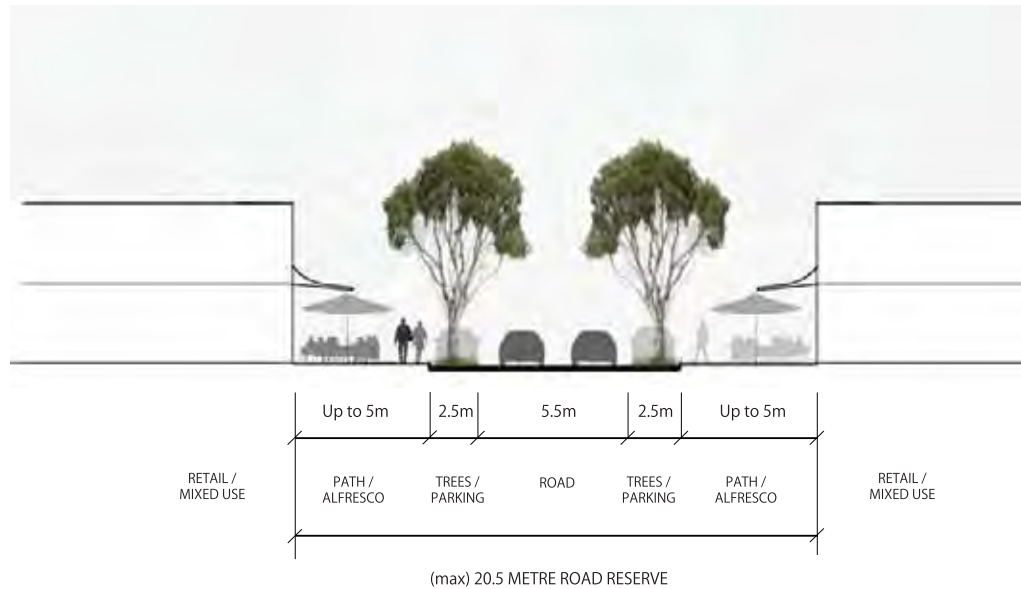 Up to 5m
2.5m
5.5m
2.5m
Up to 5m
RETAIL /
MIXED USE
PATH /
ALFRESCO
TREES /
PARKING
ROAD
TREES /
PARKING
PATH /
ALFRESCO
RETAIL /
MIXED USE
(max) 20.5 METRE ROAD RESERVE